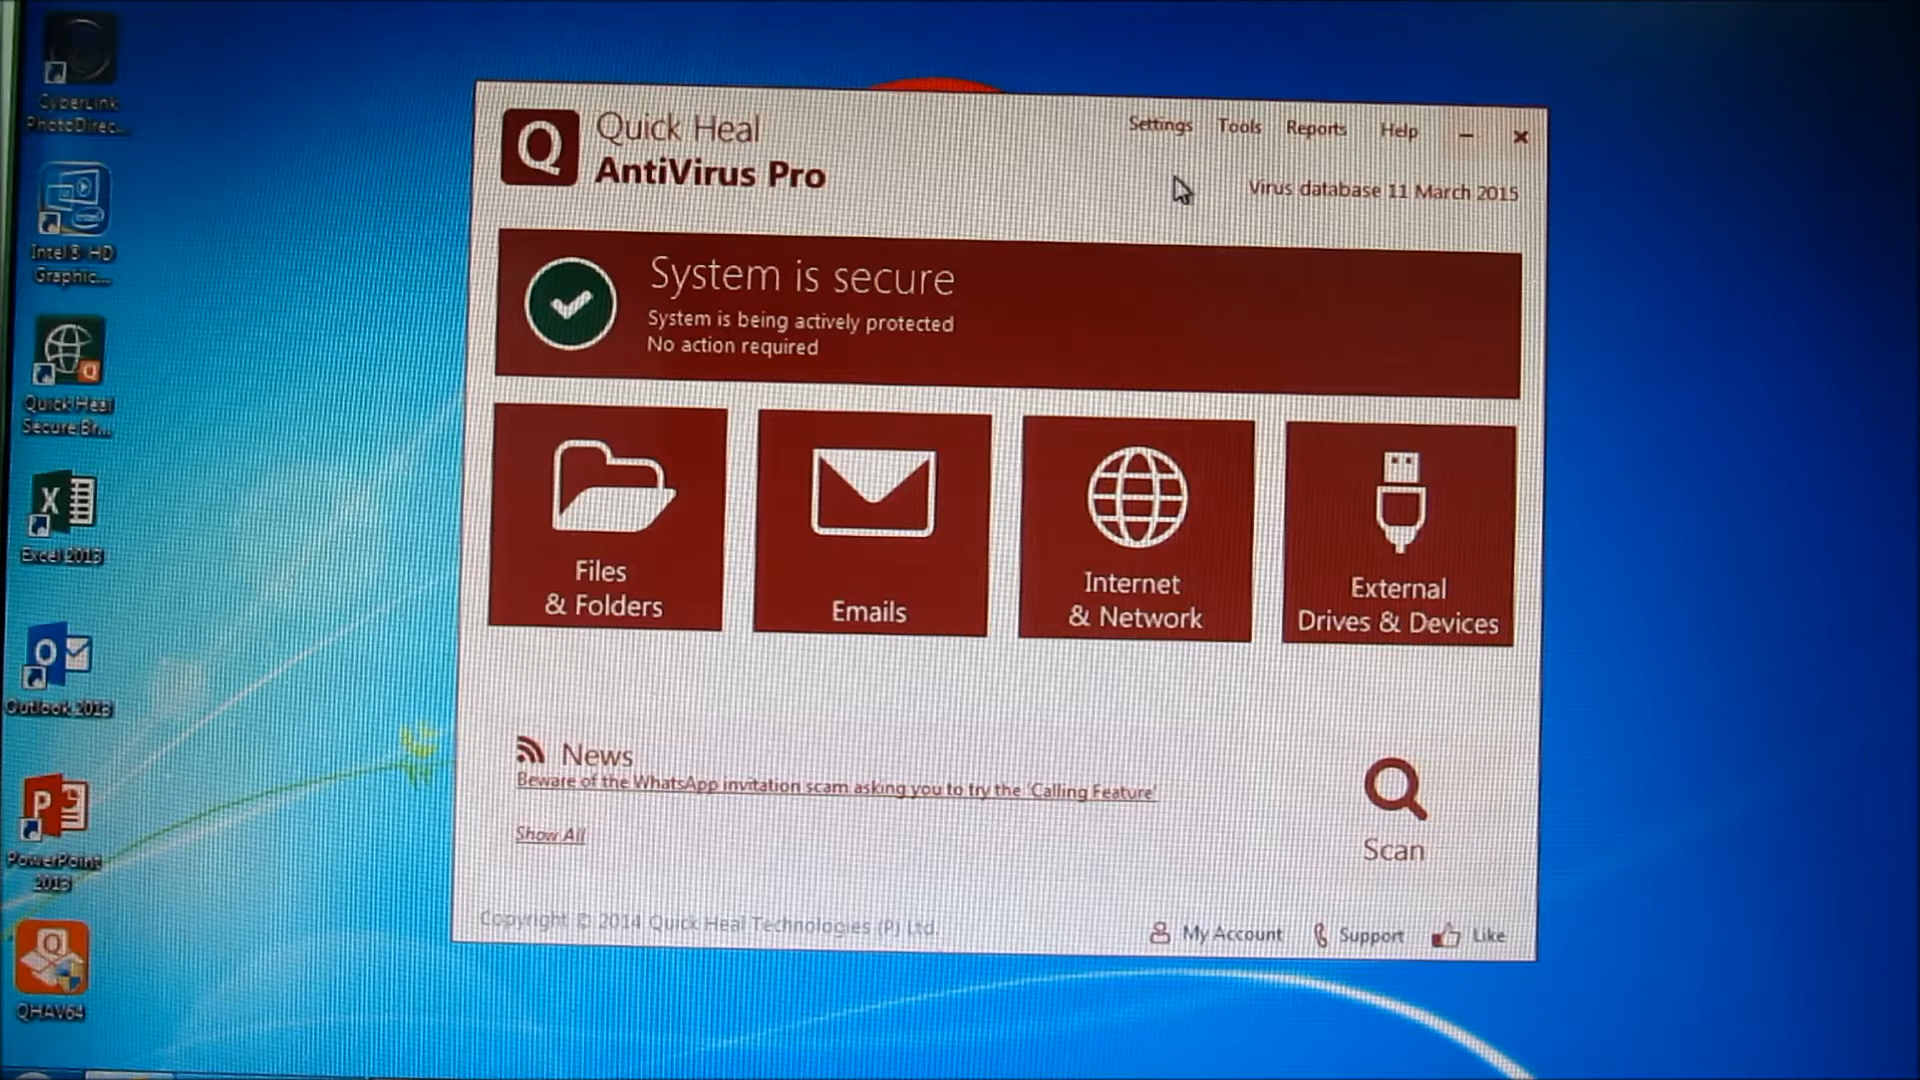 CyberLink
PhotoDirec...
Intel® HD
Graphic...
Quick Heal
Secure Br...
Excel 2013
Outlook 2013
PowerPoint
2013
QHAV64
Quick Heal
AntiVirus Pro
Settings Tools Reports Help
Virus database 11 March 2015
System is secure
System is being actively protected
No action required
Files
& Folders
Emails
Internet
& Network
External
Drives & Devices
News
Beware of the WhatsApp invitation scam asking you to try the 'Calling Feature'
Show All
Scan
Copyright © 2014 Quick Heal Technologies (P) Ltd.
My Account Support Like